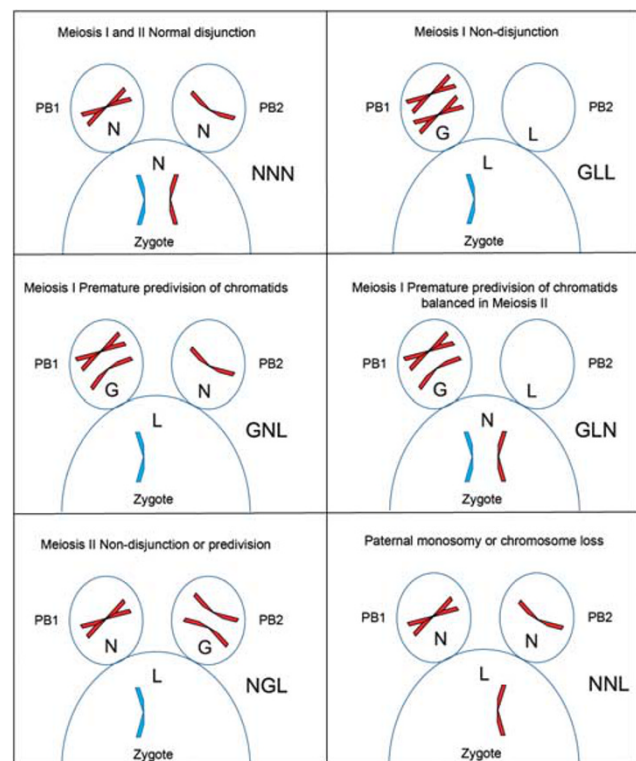 Meiosis I and II Normal disjunction
PB1
N
N
PB2
N
NNN
Zygote
Meiosis I Non-disjunction
PB1
G
L
PB2
L
GLL
Zygote
Meiosis I Premature predivision of chromatids
PB1
G
N
PB2
L
GNL
Zygote
Meiosis I Premature predivision of chromatids
balanced in Meiosis II
PB1
G
L
PB2
N
GLN
Zygote
Meiosis II Non-disjunction or predivision
PB1
N
G
PB2
L
NGL
Zygote
Paternal monosomy or chromosome loss
PB1
N
N
PB2
L
NNL
Zygote